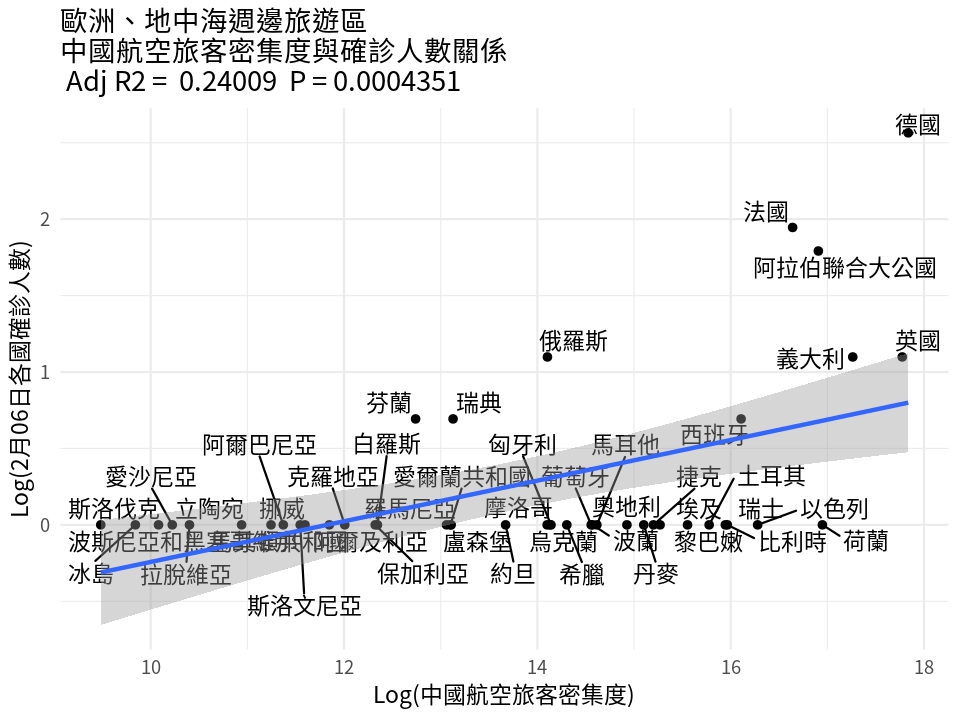 歐洲、地中海週邊旅遊區
中國航空旅客密集度與確診人數關係
Adj R2 = 0.24009 P = 0.0004351
Log(2月06日各國確診人數)
德國
2
法國
阿拉伯聯合大公國
俄羅斯
英國
1
義大利
芬蘭
瑞典
阿爾巴尼亞
白羅斯
匈牙利
馬耳他
西班牙
愛沙尼亞
克羅地亞
愛爾蘭共和國
葡萄牙
捷克
土耳其
斯洛伐克
立陶宛
挪威
羅馬尼亞
摩洛哥
奧地利
埃及
瑞士
以色列
0
波斯尼亞和黑塞哥維那
阿爾及利亞
盧森堡
烏克蘭
波蘭
黎巴嫩
比利時
荷蘭
冰島
拉脫維亞
保加利亞
約旦
希臘
丹麥
斯洛文尼亞
10
12
14
16
18
Log(中國航空旅客密集度)